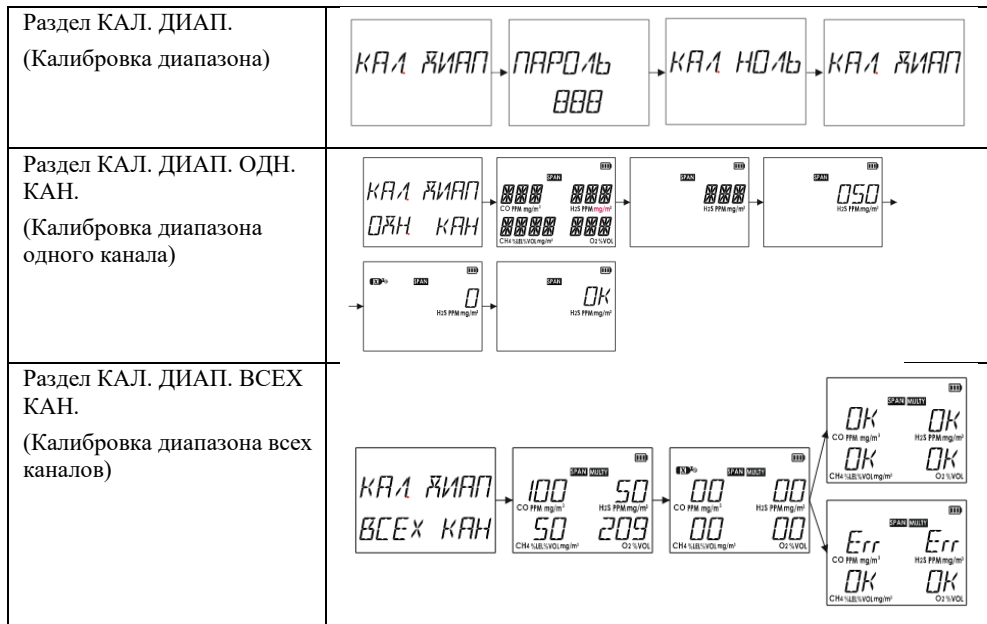 Раздел КАЛ. ДИАП.
(Калибровка диапазона)
КАЛ. ДИАП
ПАРОЛЬ
888
КАЛ. НОЛЬ
КАЛ. ДИАП
Раздел КАЛ. ДИАП. ОДН.
КАН.
(Калибровка диапазона
одного канала)
КАЛ. ДИАП
ОДН. КАН
SPAN
CO PPM mg/m³ H2S PPM mg/m³
CH4 %LEL%VOL mg/m³ O2 %VOL
SPAN
H2S PPM mg/m³
SPAN
050
H2S PPM mg/m³
SPAN
0
H2S PPM mg/m³
SPAN
OK
H2S PPM mg/m³
Раздел КАЛ. ДИАП. ВСЕХ
КАН.
(Калибровка диапазона всех
каналов)
КАЛ. ДИАП
ВСЕХ КАН
SPAN MULTY
100 50
CO PPM mg/m³ H2S PPM mg/m³
50 209
CH4 %LEL%VOL mg/m³ O2 %VOL
SPAN MULTY
00 00
CO PPM mg/m³ H2S PPM mg/m³
00 00
CH4 %LEL%VOL mg/m³ O2 %VOL
SPAN MULTY
OK OK
CO PPM mg/m³ H2S PPM mg/m³
OK OK
CH4 %LEL%VOL mg/m³ O2 %VOL
SPAN MULTY
Err Err
CO PPM mg/m³ H2S PPM mg/m³
OK OK
CH4 %LEL%VOL mg/m³ O2 %VOL